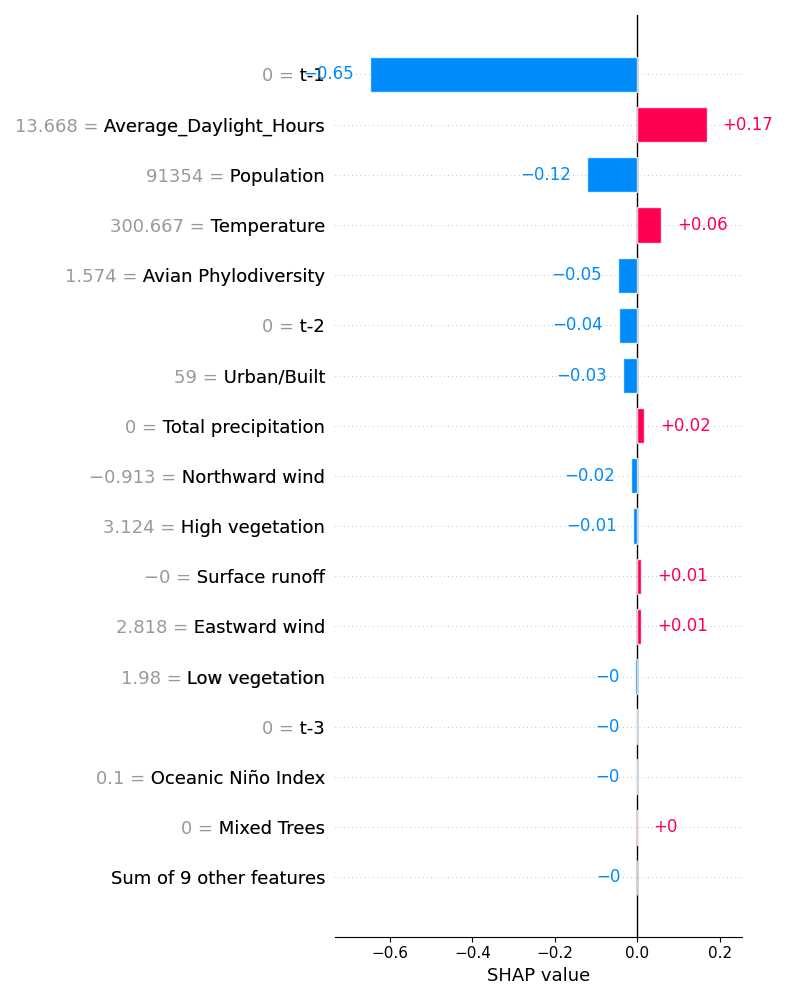 0 = t-1 −0.65
13.668 = Average_Daylight_Hours +0.17
91354 = Population −0.12
300.667 = Temperature +0.06
1.574 = Avian Phylodiversity −0.05
0 = t-2 −0.04
59 = Urban/Built −0.03
0 = Total precipitation +0.02
−0.913 = Northward wind −0.02
3.124 = High vegetation −0.01
−0 = Surface runoff +0.01
2.818 = Eastward wind +0.01
1.98 = Low vegetation −0
0 = t-3 −0
0.1 = Oceanic Niño Index −0
0 = Mixed Trees +0
Sum of 9 other features −0
−0.6 −0.4 −0.2 0.0 0.2
SHAP value